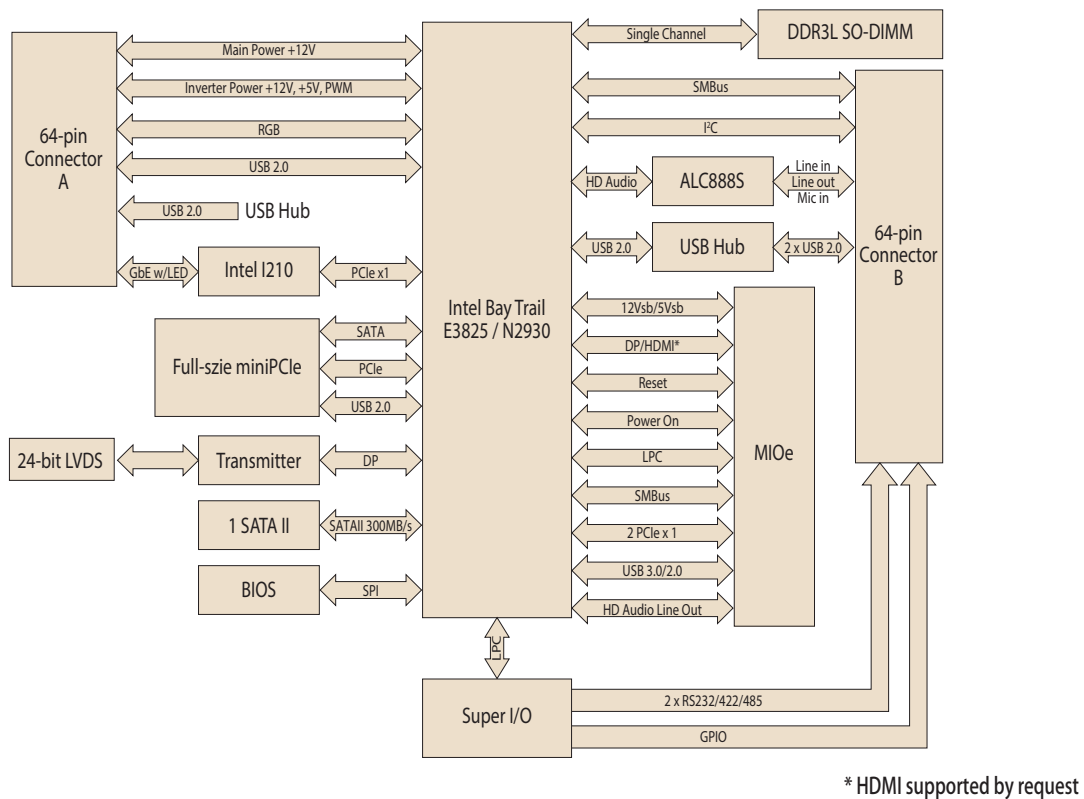 64-pin
Connector
A
Main Power +12V
Inverter Power +12V, +5V, PWM
RGB
USB 2.0
USB 2.0
USB Hub
GbE w/LED
Intel I210
PCIe x1
Full-szie miniPCIe
SATA
PCIe
USB 2.0
24-bit LVDS
Transmitter
DP
1 SATA II
SATAII 300MB/s
BIOS
SPI
Intel Bay Trail
E3825 / N2930
Single Channel
DDR3L SO-DIMM
SMBus
I²C
HD Audio
ALC888S
Line in
Line out
Mic in
USB 2.0
USB Hub
2 x USB 2.0
64-pin
Connector
B
12Vsb/5Vsb
DP/HDMI*
Reset
Power On
LPC
SMBus
2 PCIe x 1
USB 3.0/2.0
HD Audio Line Out
MIOe
LPC
Super I/O
2 x RS232/422/485
GPIO
* HDMI supported by request